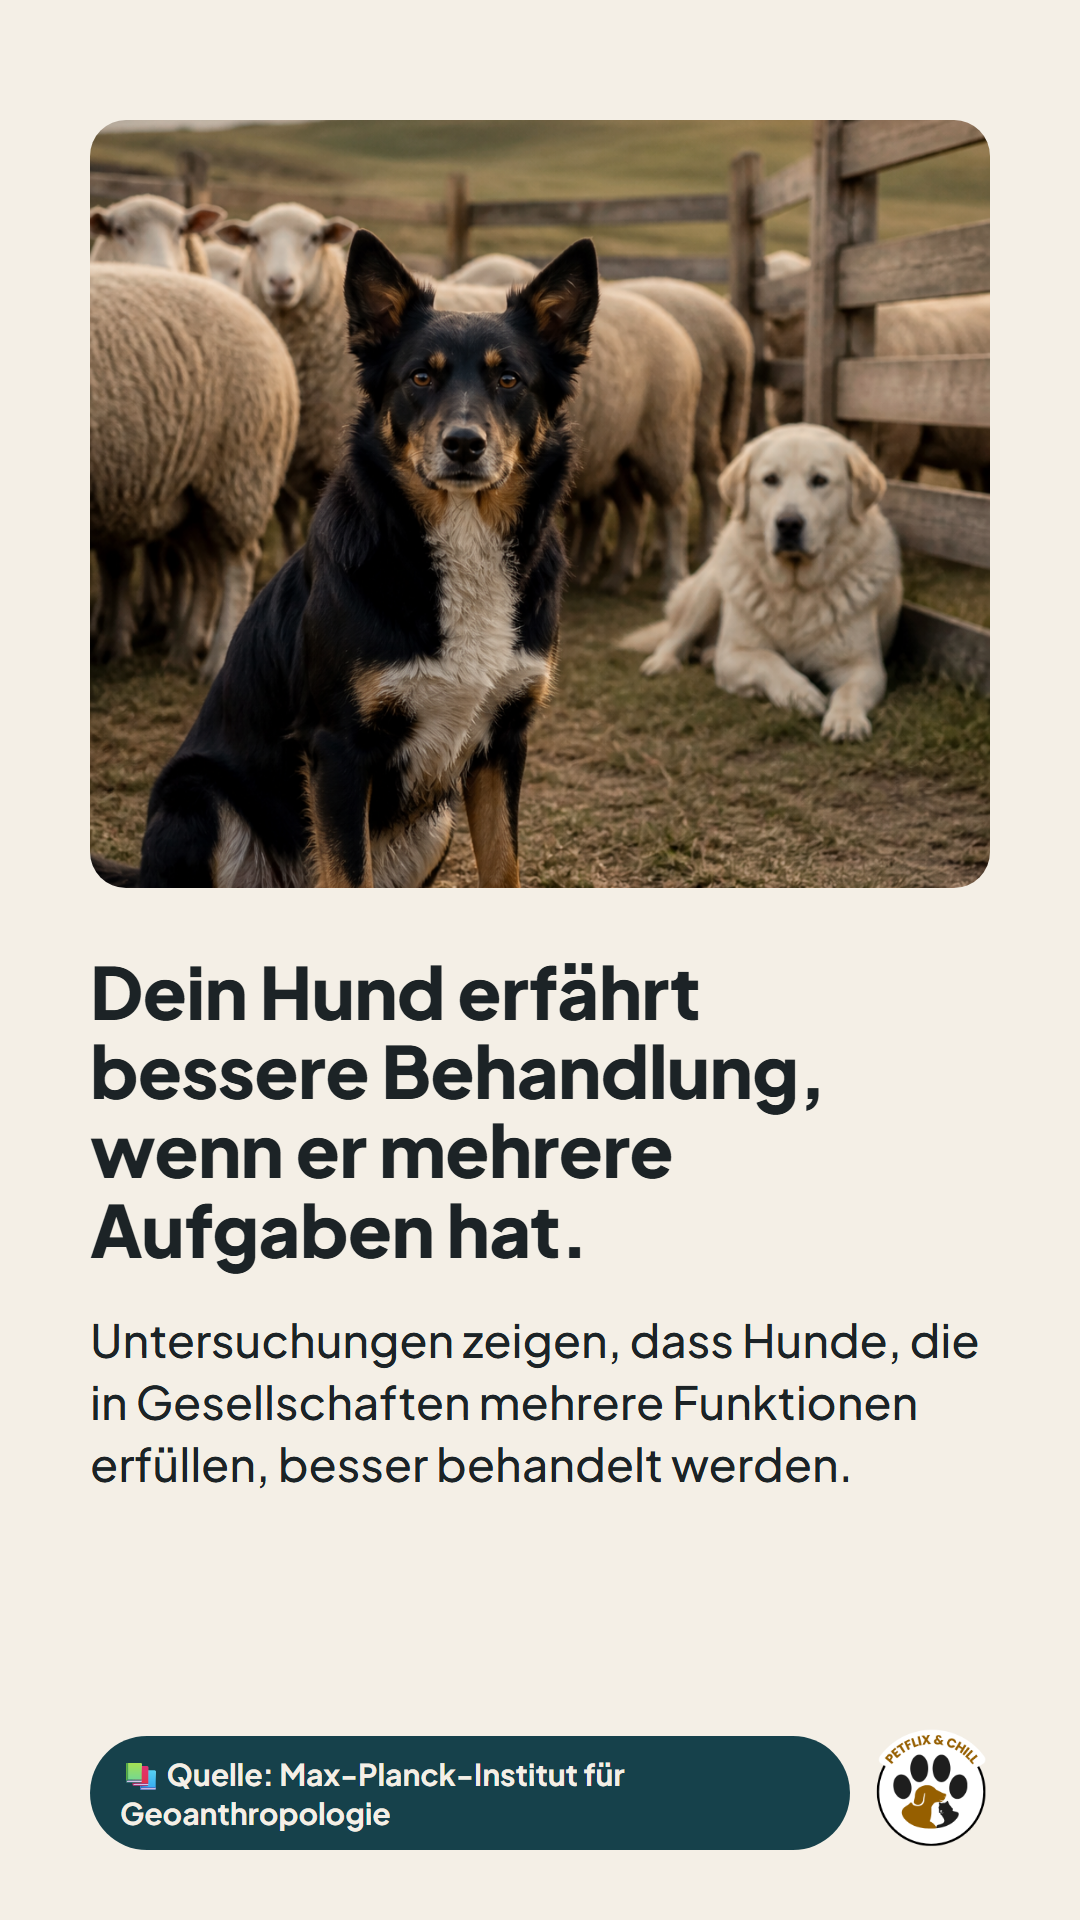 Dein Hund erfährt
bessere Behandlung,
wenn er mehrere
Aufgaben hat.
Untersuchungen zeigen, dass Hunde, die
in Gesellschaften mehrere Funktionen
erfüllen, besser behandelt werden.
📚 Quelle: Max-Planck-Institut für
Geoanthropologie
PETFLIX & CHILL